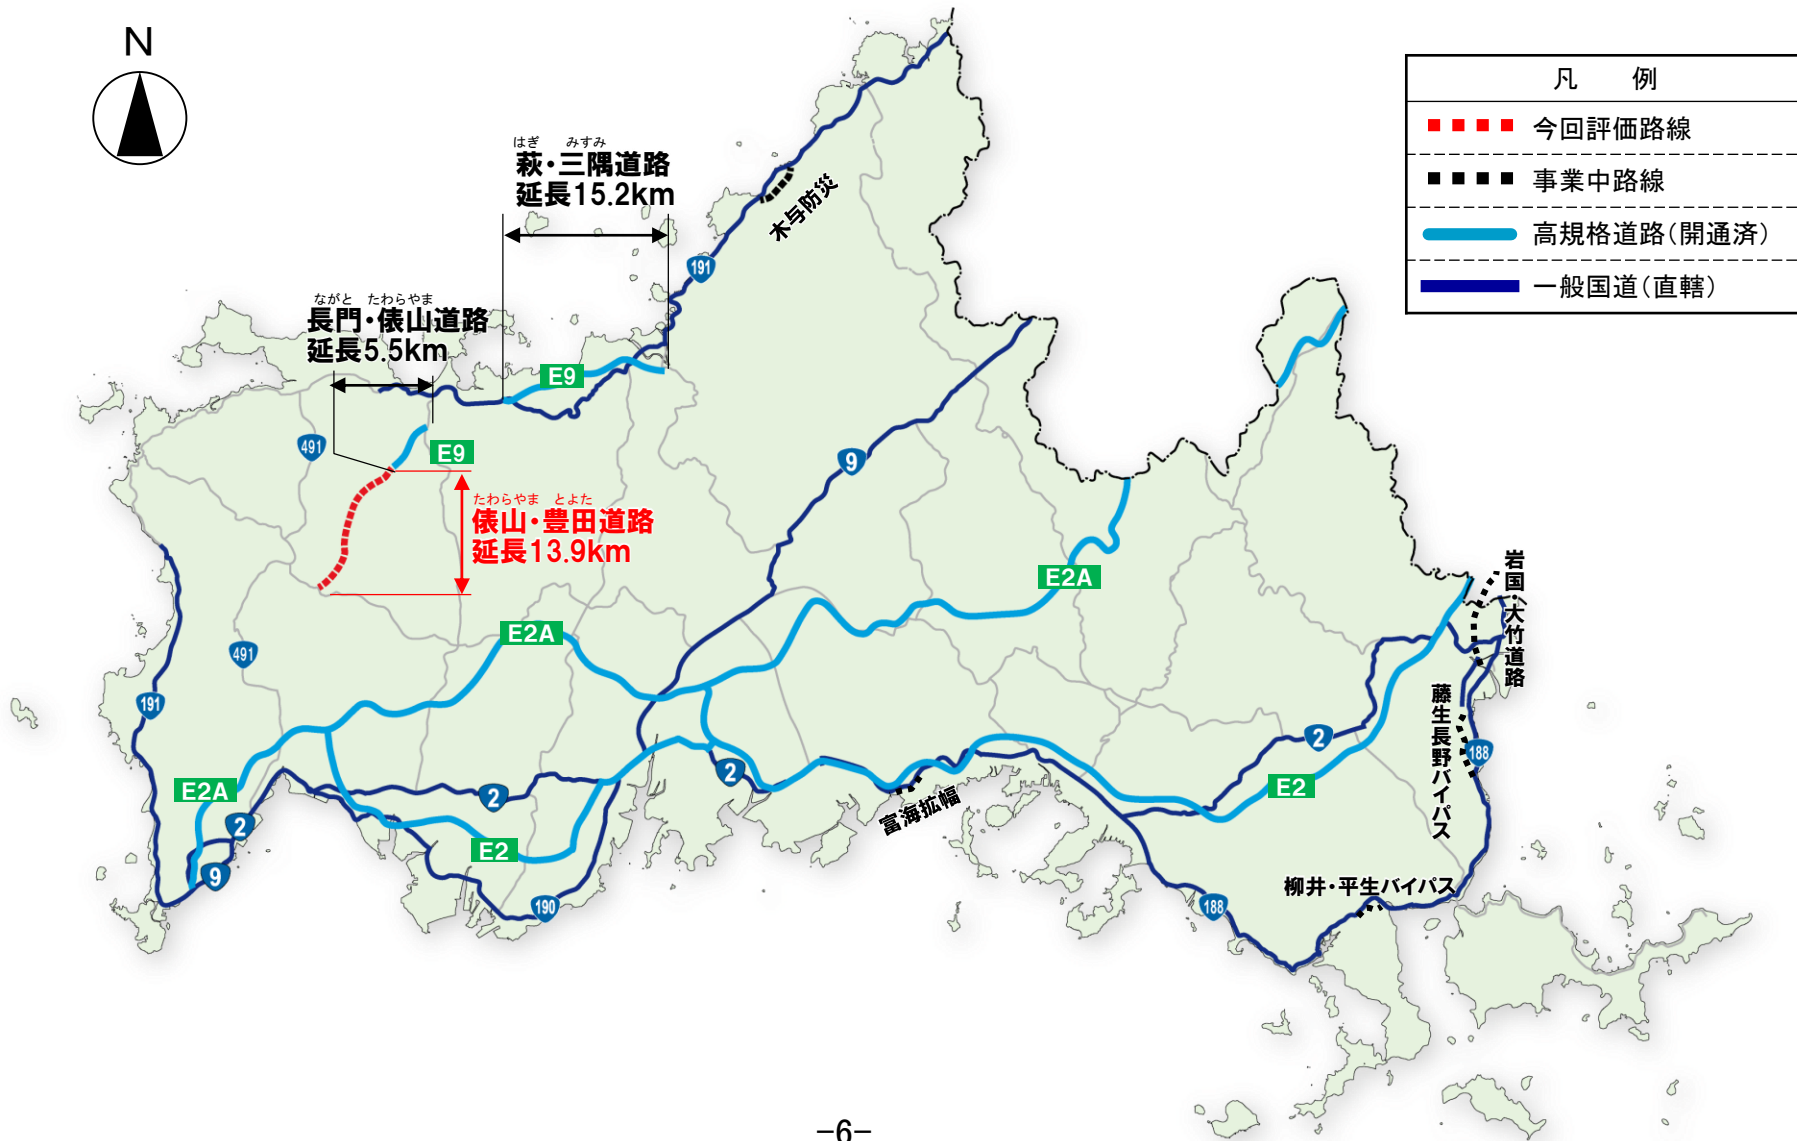 N
凡 例
今回評価路線
事業中路線
高規格道路(開通済)
一般国道(直轄)
はぎ みすみ
萩・三隅道路
延長15.2km
木与防災
191
ながと たわらやま
長門・俵山道路
延長5.5km
E9
491
E9
9
たわらやま とよた
俵山・豊田道路
延長13.9km
E2A
岩国・大竹道路
E2A
491
191
藤生長野バイパス
2
188
2
E2A
2
E2
富海拡幅
2
E2
9
190
柳井・平生バイパス
188
-6-